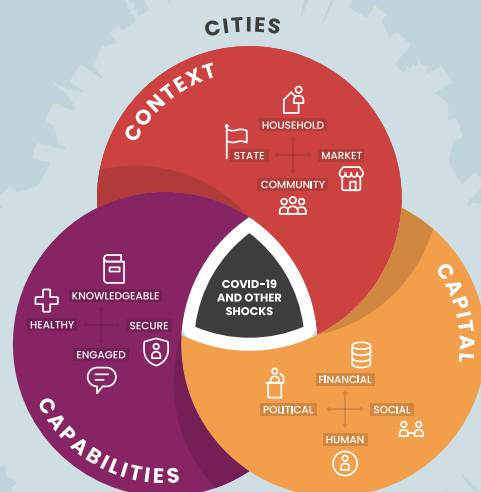 CITIES
CONTEXT
HOUSEHOLD
STATE
MARKET
COMMUNITY
COVID-19
AND OTHER
SHOCKS
CAPABILITIES
KNOWLEDGEABLE
HEALTHY
SECURE
ENGAGED
CAPITAL
FINANCIAL
POLITICAL
SOCIAL
HUMAN